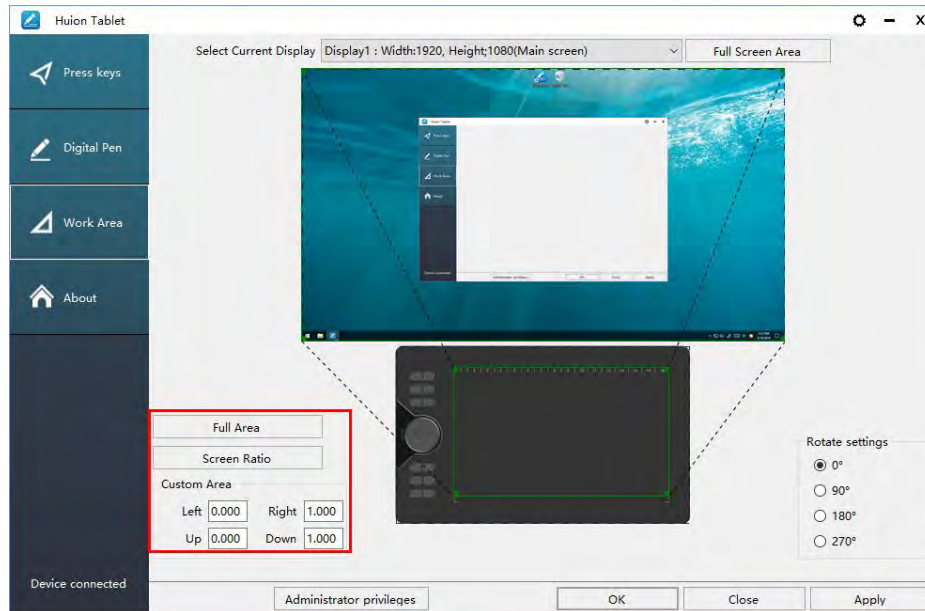 Huion Tablet
Press keys
Digital Pen
Work Area
About
Device connected
Select Current Display Display1 : Width:1920, Height;1080(Main screen)
Full Screen Area
Huion Tablet
Full Area
Screen Ratio
Custom Area
Left 0.000 Right 1.000
Up 0.000 Down 1.000
Rotate settings
0°
90°
180°
270°
Administrator privileges
OK
Close
Apply